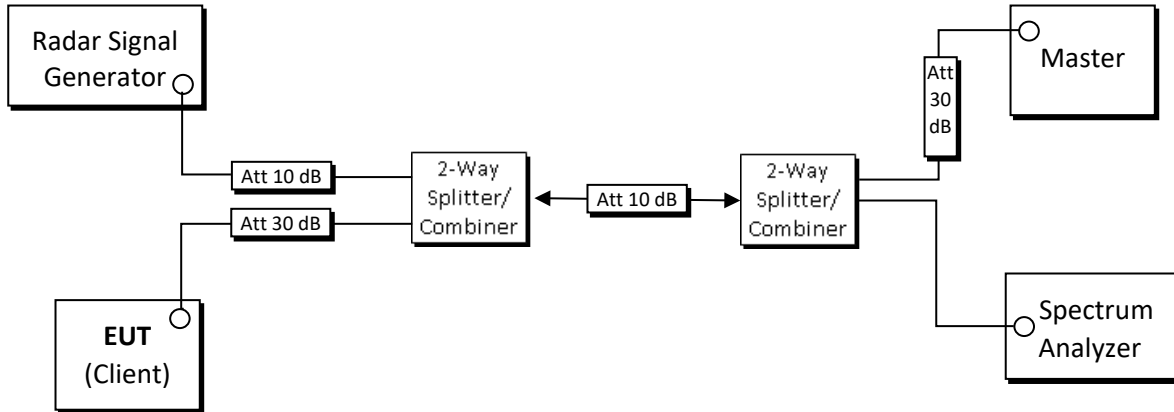 Radar Signal
Generator
Att 10 dB
Att 30 dB
EUT
(Client)
2-Way
Splitter/
Combiner
Att 10 dB
2-Way
Splitter/
Combiner
Att
30
dB
Master
Spectrum
Analyzer